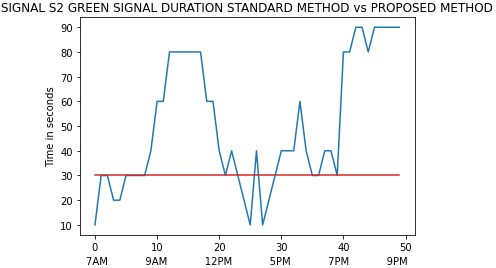 SIGNAL S2 GREEN SIGNAL DURATION STANDARD METHOD vs PROPOSED METHOD
90
80
70
60
50
40
30
20
10
Time in seconds
0 10 20 30 40 50
7AM 9AM 12PM 5PM 7PM 9PM